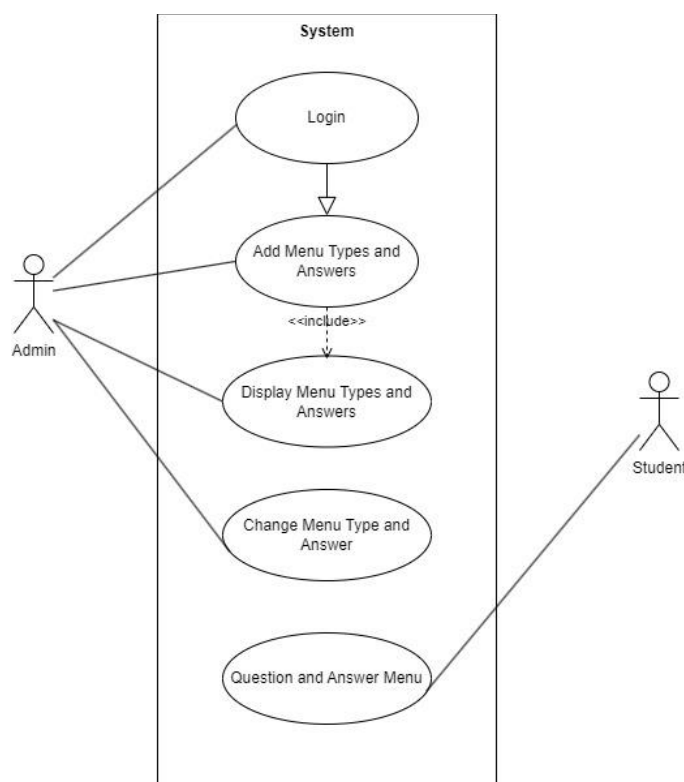 System
Login
Add Menu Types and
Answers
<<include>>
Admin
Display Menu Types and
Answers
Student
Change Menu Type and
Answer
Question and Answer Menu